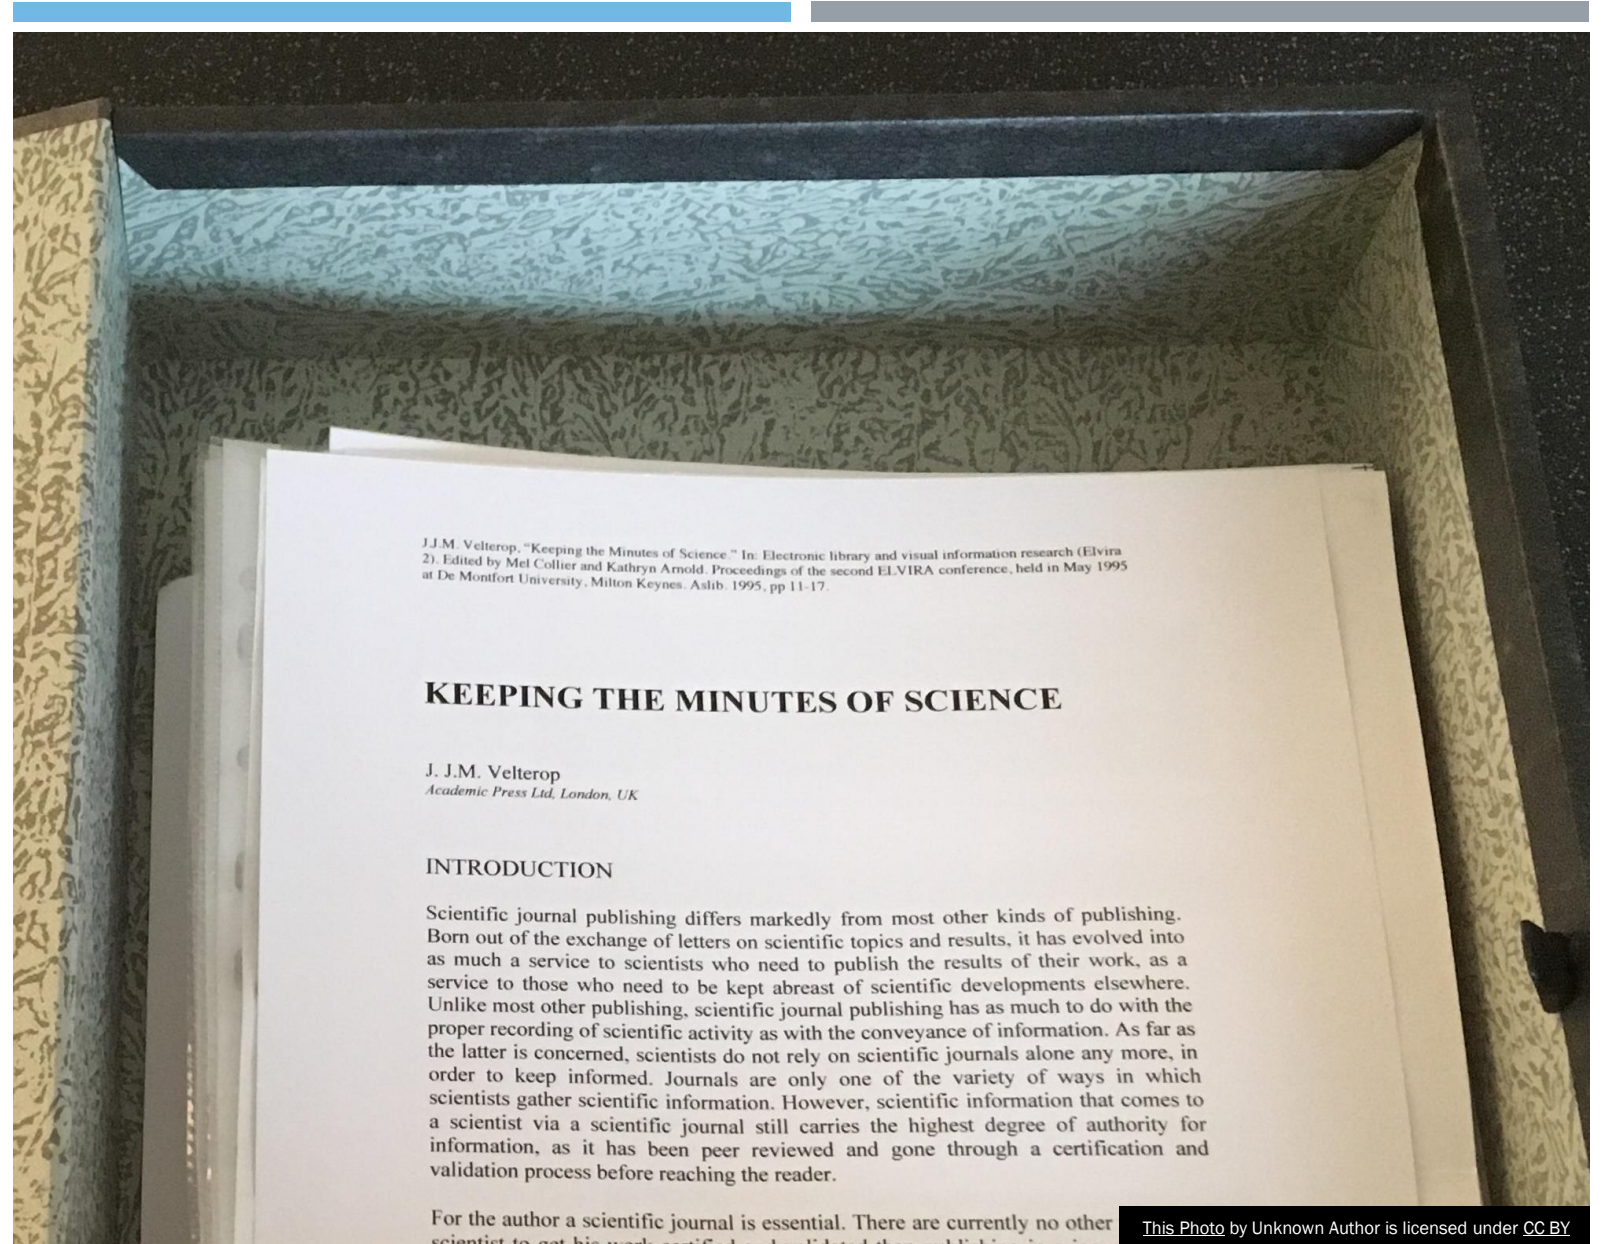 J.J.M. Velterop, "Keeping the Minutes of Science." In: Electronic library and visual information research (Elvira
2). Edited by Mel Collier and Kathryn Arnold. Proceedings of the second ELVIRA conference, held in May 1995
at De Montfort University, Milton Keynes. Aslib. 1995, pp 11-17.
KEEPING THE MINUTES OF SCIENCE
J. J.M. Velterop
Academic Press Ltd, London, UK
INTRODUCTION
Scientific journal publishing differs markedly from most other kinds of publishing.
Born out of the exchange of letters on scientific topics and results, it has evolved into
as much a service to scientists who need to publish the results of their work, as a
service to those who need to be kept abreast of scientific developments elsewhere.
Unlike most other publishing, scientific journal publishing has as much to do with the
proper recording of scientific activity as with the conveyance of information. As far as
the latter is concerned, scientists do not rely on scientific journals alone any more, in
order to keep informed. Journals are only one of the variety of ways in which
scientists gather scientific information. However, scientific information that comes to
a scientist via a scientific journal still carries the highest degree of authority for
information, as it has been peer reviewed and gone through a certification and
validation process before reaching the reader.
For the author a scientific journal is essential. There are currently no other
scientist to get his work
This Photo by Unknown Author is licensed under CC BY